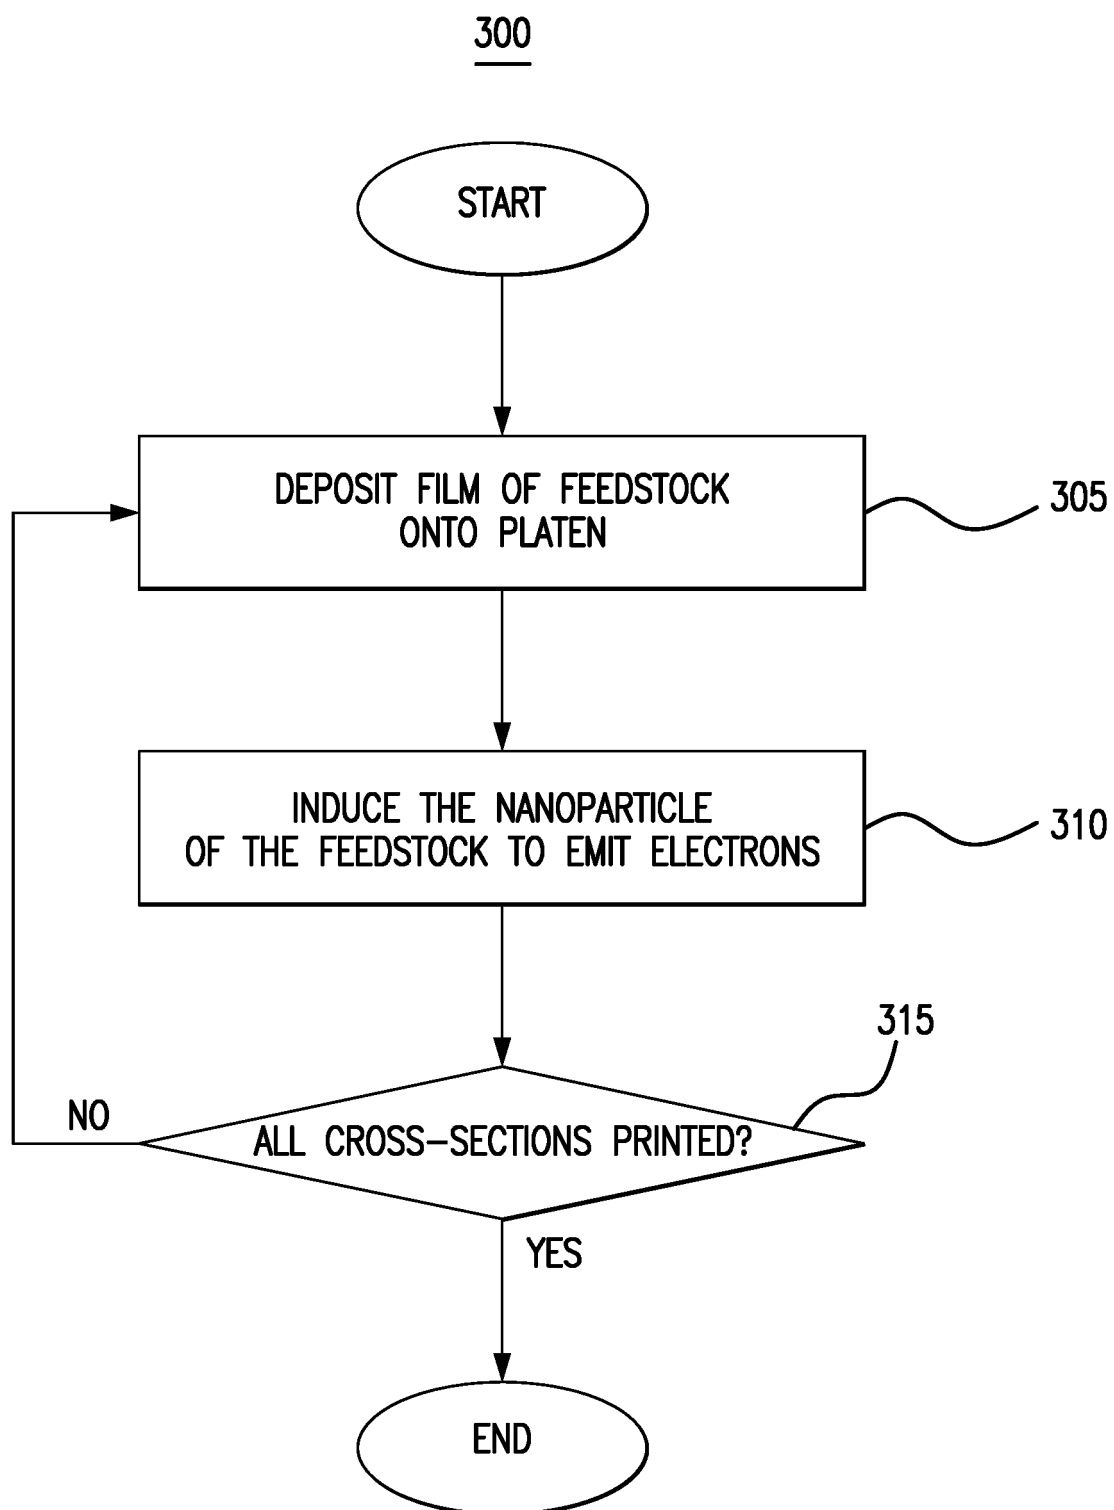 300
START
DEPOSIT FILM OF FEEDSTOCK
ONTO PLATEN
305
INDUCE THE NANOPARTICLE
OF THE FEEDSTOCK TO EMIT ELECTRONS
310
315
NO
ALL CROSS-SECTIONS PRINTED?
YES
END